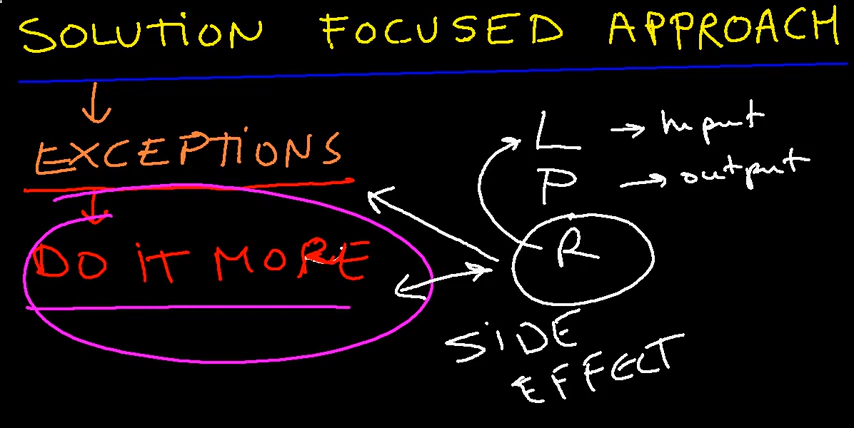 SOLUTION FOCUSED APPROACH
EXCEPTIONS
DO iT MORE
L → Input
P → output
R
SiDE
EFFECT